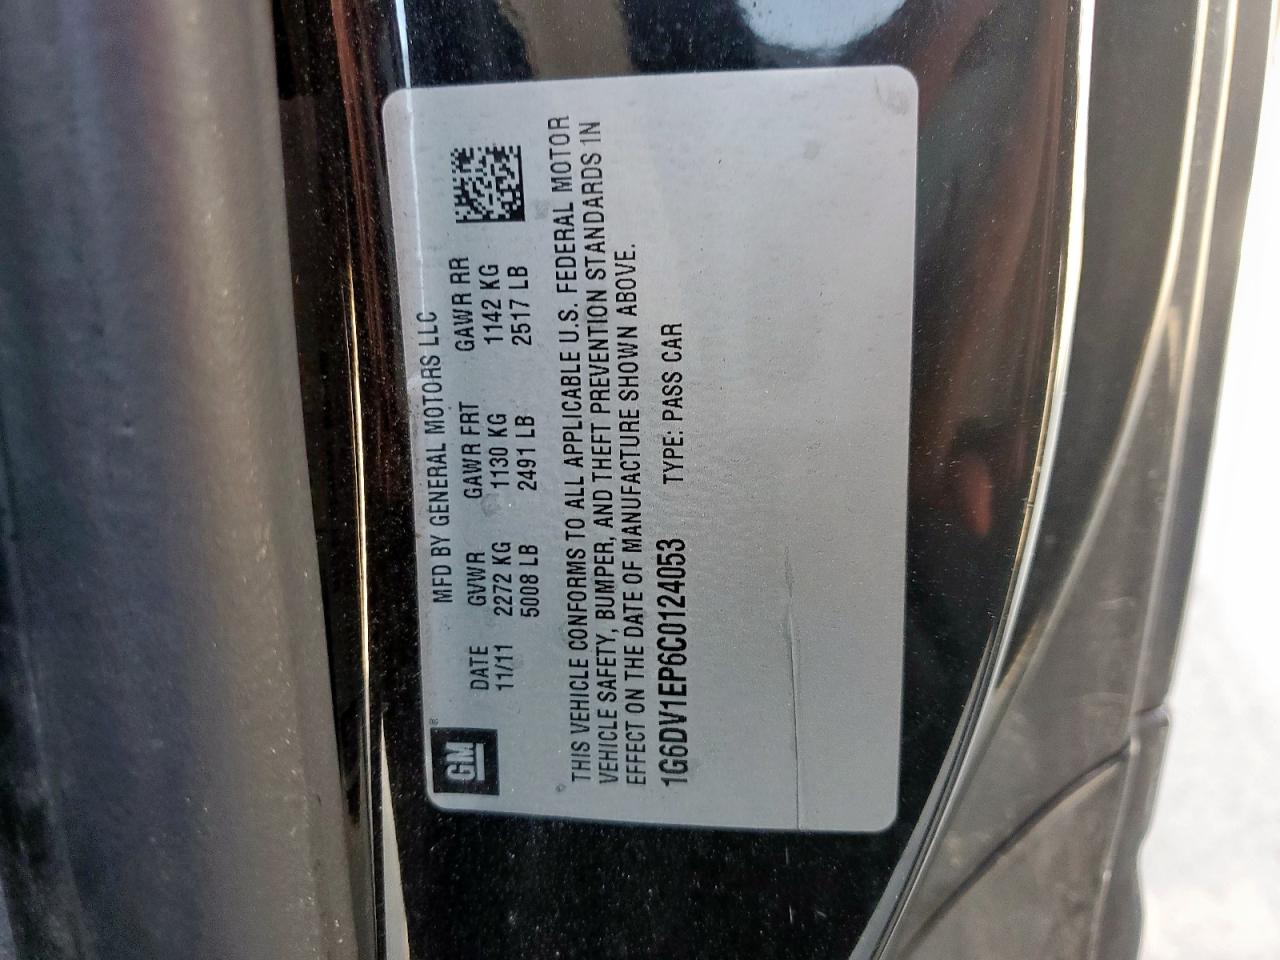 GM®
MFD BY GENERAL MOTORS LLC
DATE GVWR GAWR FRT GAWR RR
11/11 2272 KG 1130 KG 1142 KG
5008 LB 2491 LB 2517 LB
THIS VEHICLE CONFORMS TO ALL APPLICABLE U.S. FEDERAL MOTOR
VEHICLE SAFETY, BUMPER, AND THEFT PREVENTION STANDARDS IN
EFFECT ON THE DATE OF MANUFACTURE SHOWN ABOVE.
1G6DV1EP6C0124053 TYPE: PASS CAR